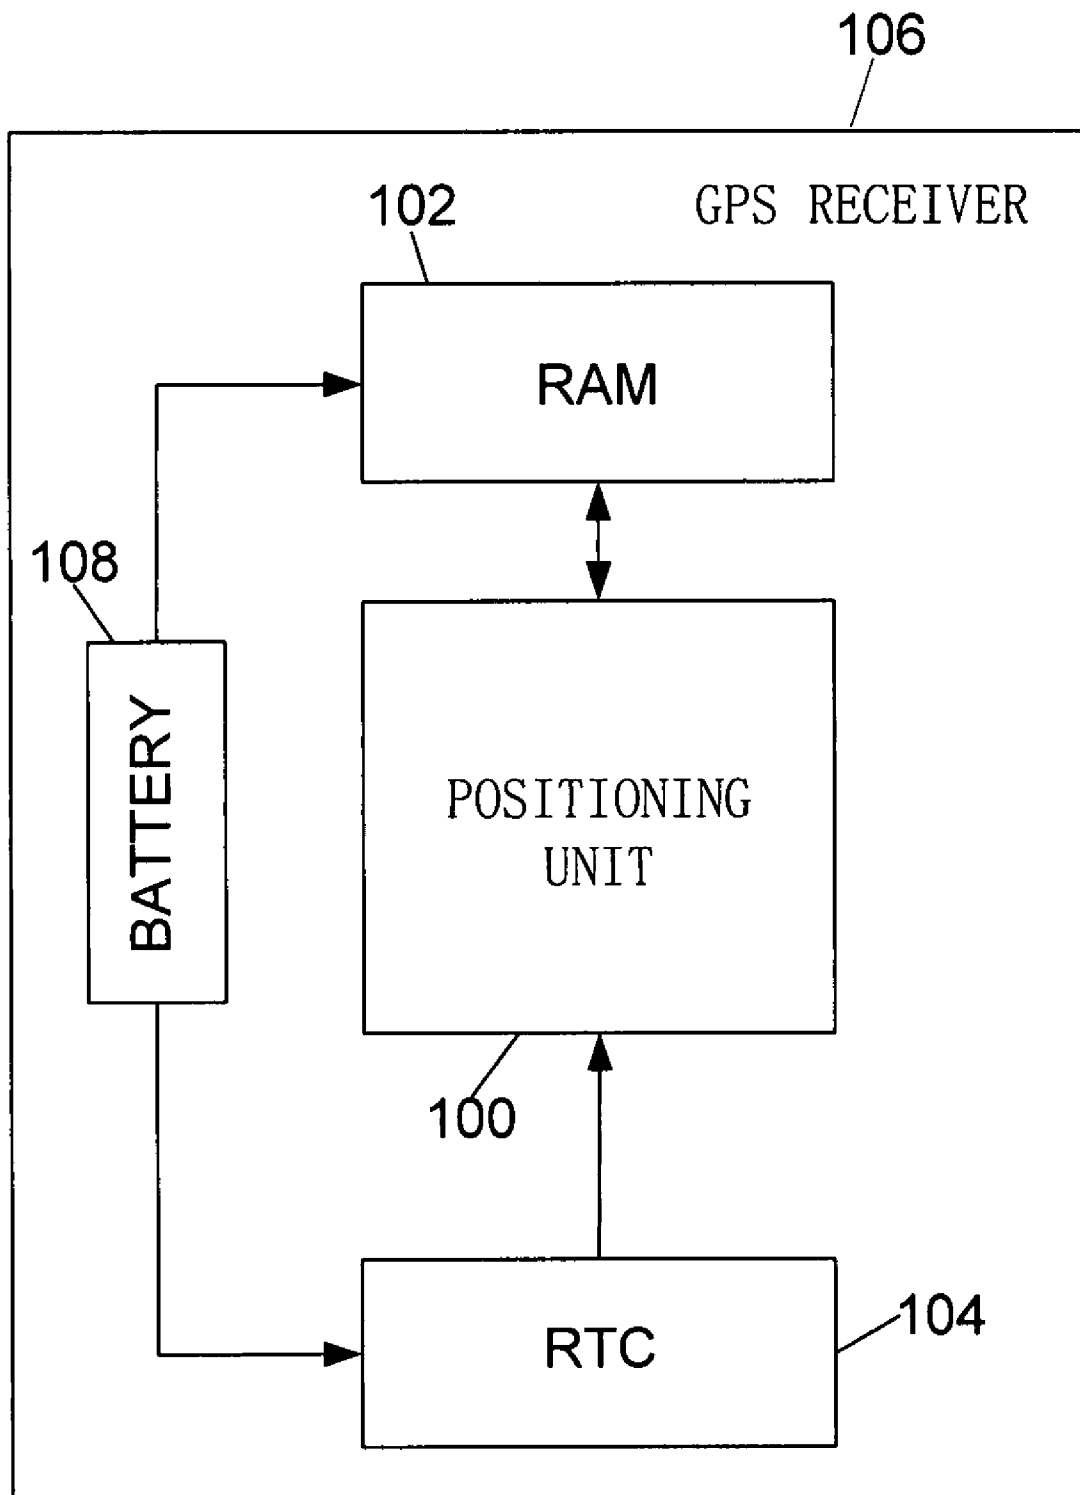 106
GPS RECEIVER
102
RAM
108
BATTERY
POSITIONING
UNIT
100
RTC
104